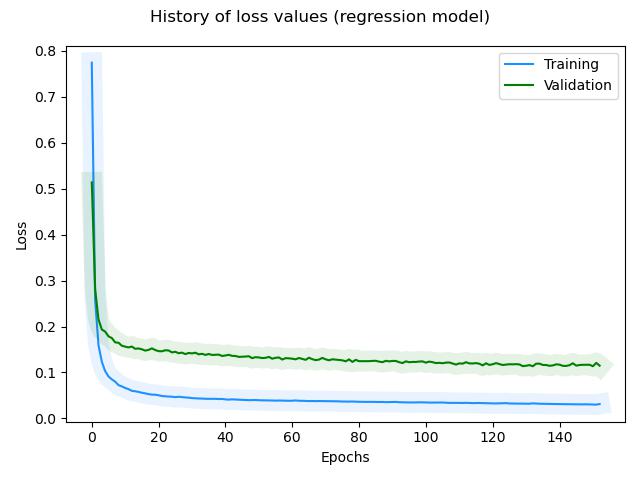 History of loss values (regression model)
Training
Validation
Loss
0.8
0.7
0.6
0.5
0.4
0.3
0.2
0.1
0.0
0 20 40 60 80 100 120 140
Epochs